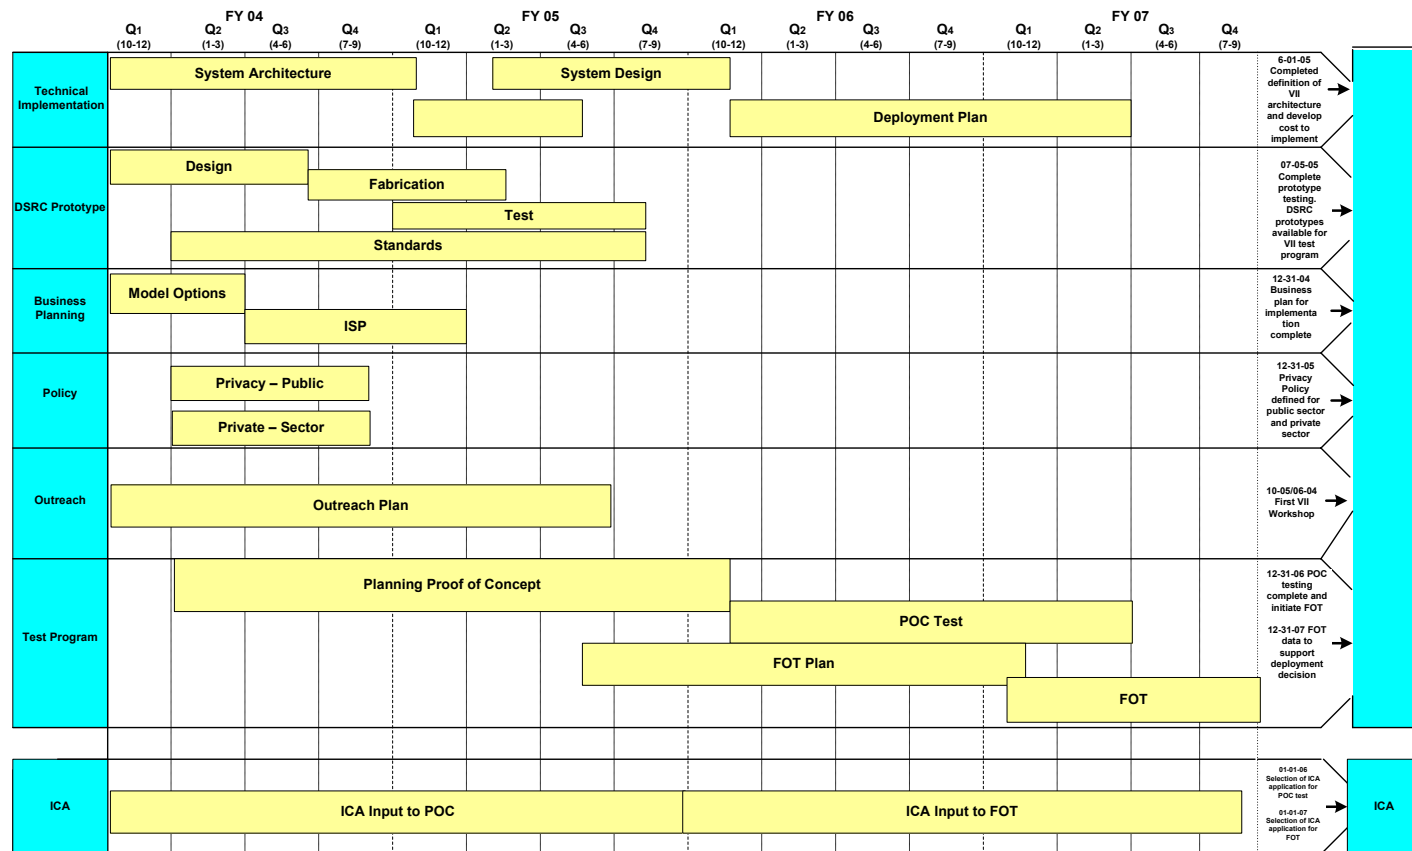 FY 04
FY 05
FY 06
FY 07
Q1
(10-12)
Q2
(1-3)
Q3
(4-6)
Q4
(7-9)
Q1
(10-12)
Q2
(1-3)
Q3
(4-6)
Q4
(7-9)
Q1
(10-12)
Q2
(1-3)
Q3
(4-6)
Q4
(7-9)
Q1
(10-12)
Q2
(1-3)
Q3
(4-6)
Q4
(7-9)
Technical
Implementation
System Architecture
System Design
Deployment Plan
6-01-05
Completed
definition of
VII
architecture
and develop
cost to
implement
DSRC Prototype
Design
Fabrication
Test
Standards
07-05-05
Complete
prototype
testing.
DSRC
prototypes
available for
VII test
program
Business
Planning
Model Options
ISP
12-31-04
Business
plan for
implementa
tion
complete
Policy
Privacy – Public
Private – Sector
12-31-05
Privacy
Policy
defined for
public sector
and private
sector
Outreach
Outreach Plan
10-05/06-04
First VII
Workshop
Test Program
Planning Proof of Concept
POC Test
FOT Plan
FOT
12-31-06 POC
testing
complete and
initiate FOT
12-31-07 FOT
data to
support
deployment
decision
ICA
ICA Input to POC
ICA Input to FOT
01-01-06
Selection of ICA
application for
POC test
01-01-07
Selection of ICA
application for
FOT
ICA